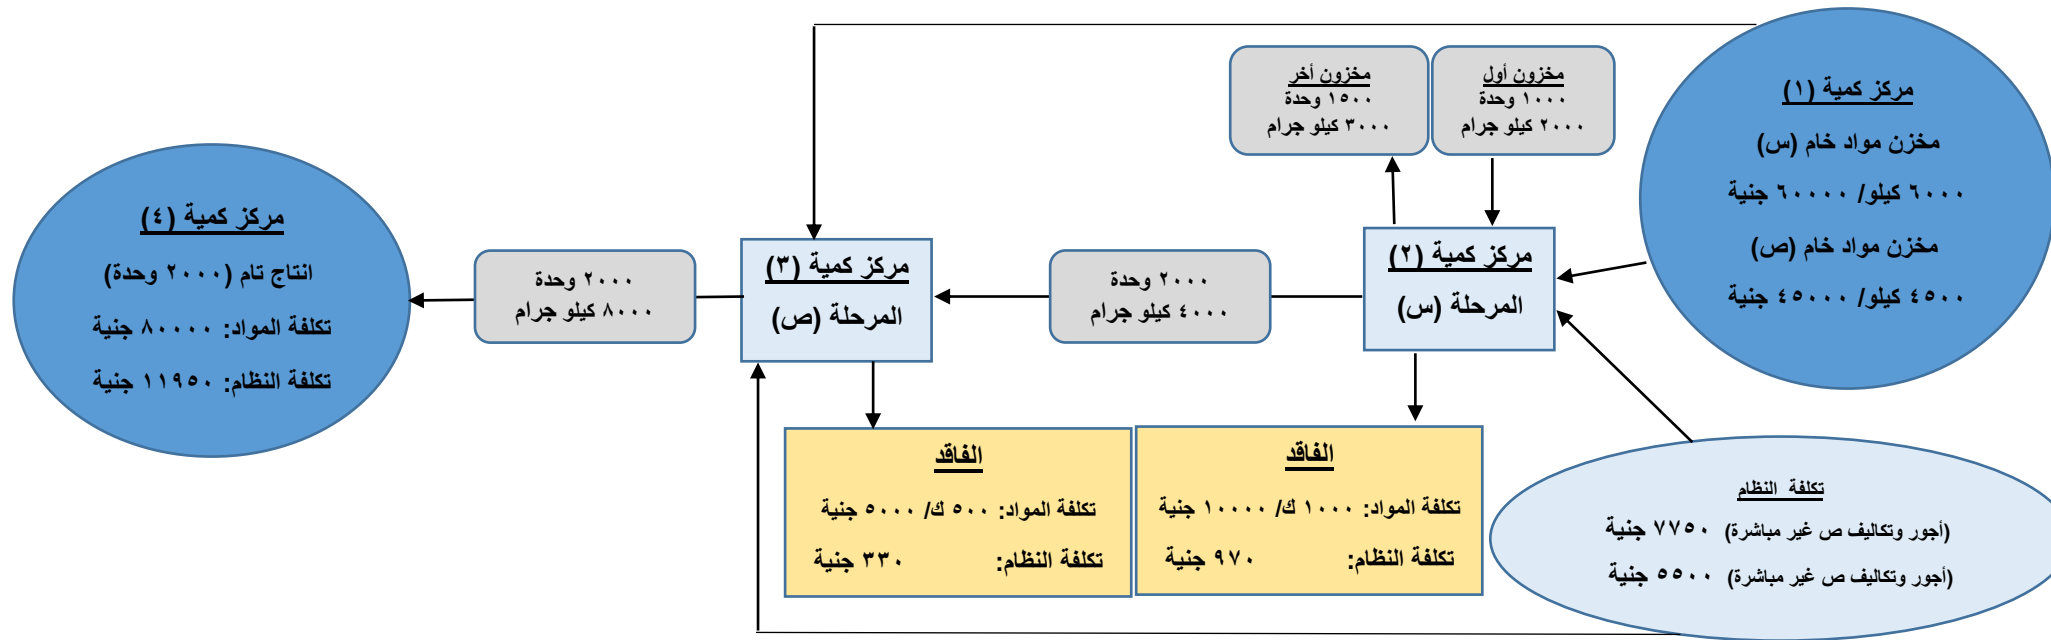 مركز كمية (١)
مخزن مواد خام (س)
٦٠٠٠ كيلو/ ٦٠٠٠٠ جنية
مخزن مواد خام (ص)
٤٥٠٠ كيلو/ ٤٥٠٠٠ جنية
مخزون أول
١٠٠٠ وحدة
٢٠٠٠ كيلو جرام
مخزون أخر
١٥٠٠ وحدة
٣٠٠٠ كيلو جرام
مركز كمية (٢)
المرحلة (س)
٢٠٠٠ وحدة
٤٠٠٠ كيلو جرام
مركز كمية (٣)
المرحلة (ص)
٢٠٠٠ وحدة
٨٠٠٠ كيلو جرام
مركز كمية (٤)
انتاج تام (٢٠٠٠ وحدة)
تكلفة المواد: ٨٠٠٠٠ جنية
تكلفة النظام: ١١٩٥٠ جنية
تكلفة النظام
(أجور وتكاليف ص غير مباشرة) ٧٧٥٠ جنية
(أجور وتكاليف ص غير مباشرة) ٥٥٠٠ جنية
الفاقد
تكلفة المواد: ١٠٠٠ ك/ ١٠٠٠٠ جنية
تكلفة النظام: ٩٧٠ جنية
الفاقد
تكلفة المواد: ٥٠٠ ك/ ٥٠٠٠ جنية
تكلفة النظام: ٣٣٠ جنية